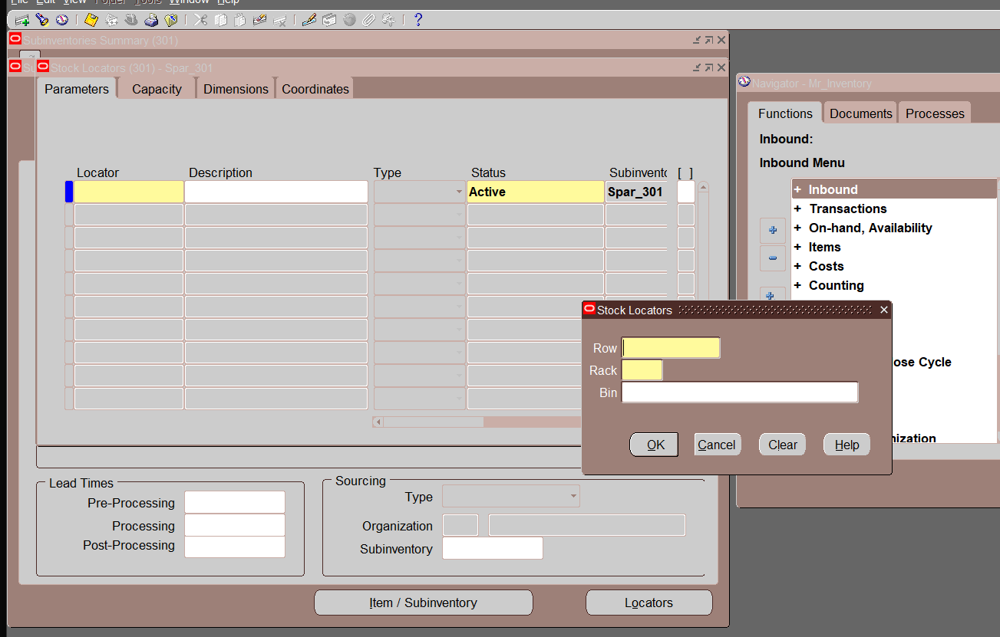 File Edit View Folder Tools Window Help
Subinventories Summary (301)
Stock Locators (301) - Spar_301
Parameters Capacity Dimensions Coordinates
Locator Description Type Status Subinvento [ ]
Active Spar_301
Navigator - Mr_Inventory
Functions Documents Processes
Inbound:
Inbound Menu
+ Inbound
+ Transactions
+ On-hand, Availability
+ Items
+ Costs
+ Counting
ose Cycle
nization
Stock Locators
Row
Rack
Bin
OK Cancel Clear Help
Lead Times
Pre-Processing
Processing
Post-Processing
Sourcing
Type
Organization
Subinventory
Item / Subinventory Locators